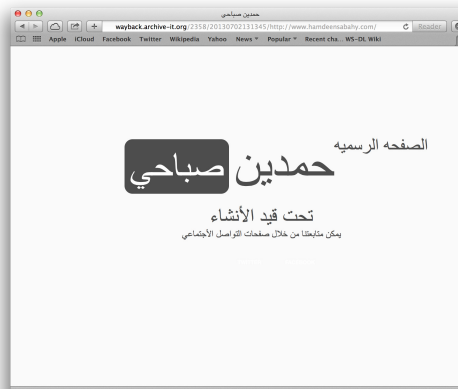 حمدين صباحي
wayback.archive-it.org/2358/20130702131345/http://www.hamdeensabahy.com/
Reader
Apple iCloud Facebook Twitter Wikipedia Yahoo News Popular Recent cha... WS-DL Wiki
الصفحه الرسميه
حمدين صباحي
تحت قيد الأنشاء
يمكن متابعتنا من خلال صفحات التواصل الأجتماعي